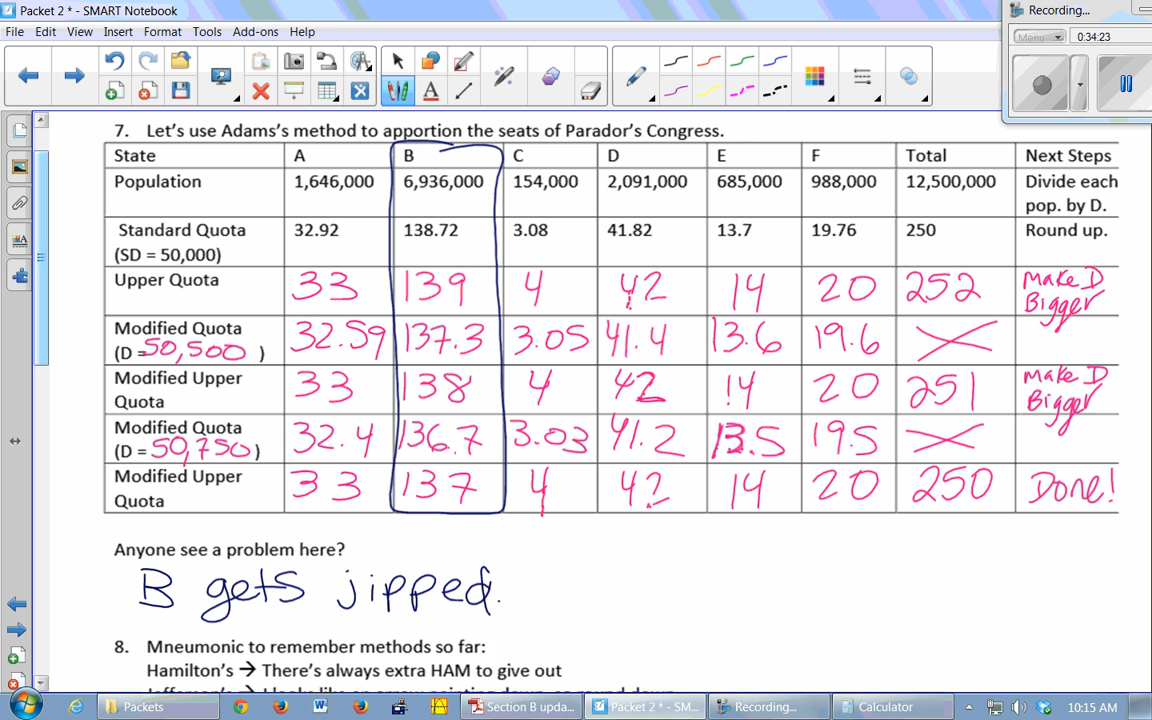 Packet 2 * - SMART Notebook
File Edit View Insert Format Tools Add-ons Help
Recording...
Menu
0:34:23
7. Let's use Adams's method to apportion the seats of Parador's Congress.
State A B C D E F Total Next Steps
Population 1,646,000 6,936,000 154,000 2,091,000 685,000 988,000 12,500,000 Divide each
pop. by D.
Standard Quota 32.92 138.72 3.08 41.82 13.7 19.76 250 Round up.
(SD = 50,000)
Upper Quota 33 139 4 42 14 20 252 Make D
Bigger
Modified Quota 32.59 137.3 3.05 41.4 13.6 19.6
(D = 50,500 )
Modified Upper 33 138 4 42 14 20 251 Make D
Quota Bigger
Modified Quota 32.4 136.7 3.03 41.2 13.5 19.5
(D = 50,750 )
Modified Upper 33 137 4 42 14 20 250 Done!
Quota
Anyone see a problem here?
B gets jipped.
8. Mneumonic to remember methods so far:
Hamilton's → There's always extra HAM to give out
Packets
Section B upda...
Packet 2 * - SM...
Recording...
Calculator
10:15 AM